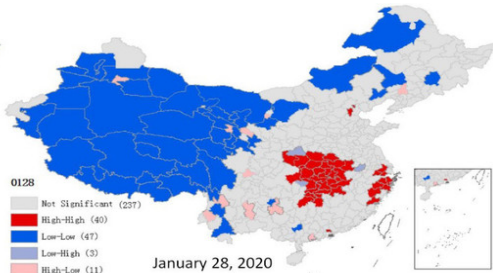 0128
Not Significant (237)
High-High (40)
Low-Low (47)
Low-High (3)
High-Low (11)
January 28, 2020